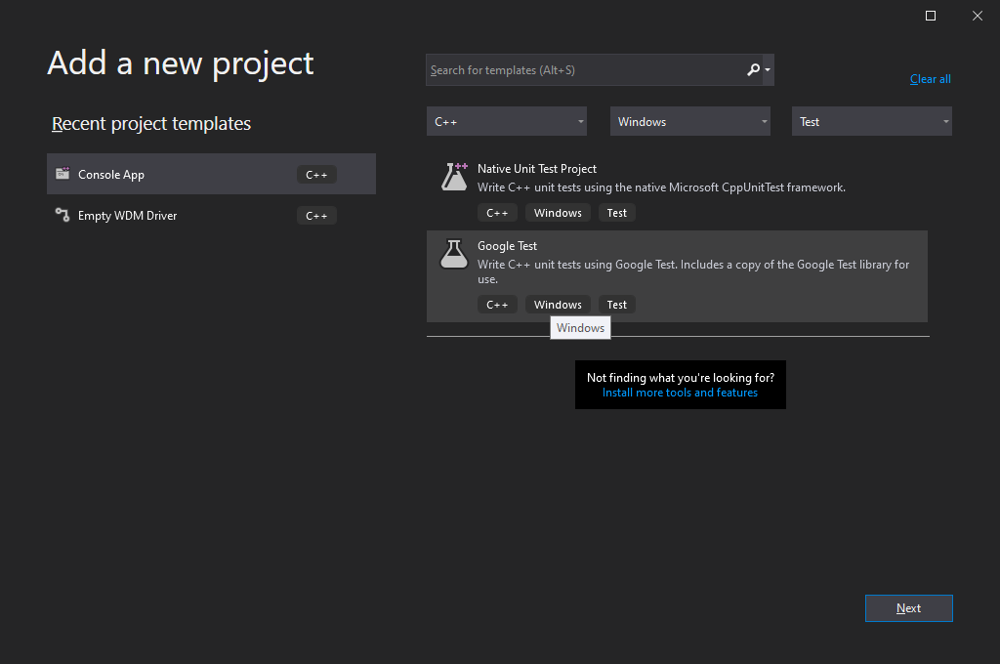 Add a new project
Search for templates (Alt+S)
Clear all
Recent project templates
C++
Windows
Test
Console App
C++
Empty WDM Driver
C++
Native Unit Test Project
Write C++ unit tests using the native Microsoft CppUnitTest framework.
C++
Windows
Test
Google Test
Write C++ unit tests using Google Test. Includes a copy of the Google Test library for
use.
C++
Windows
Test
Windows
Not finding what you're looking for?
Install more tools and features
Next